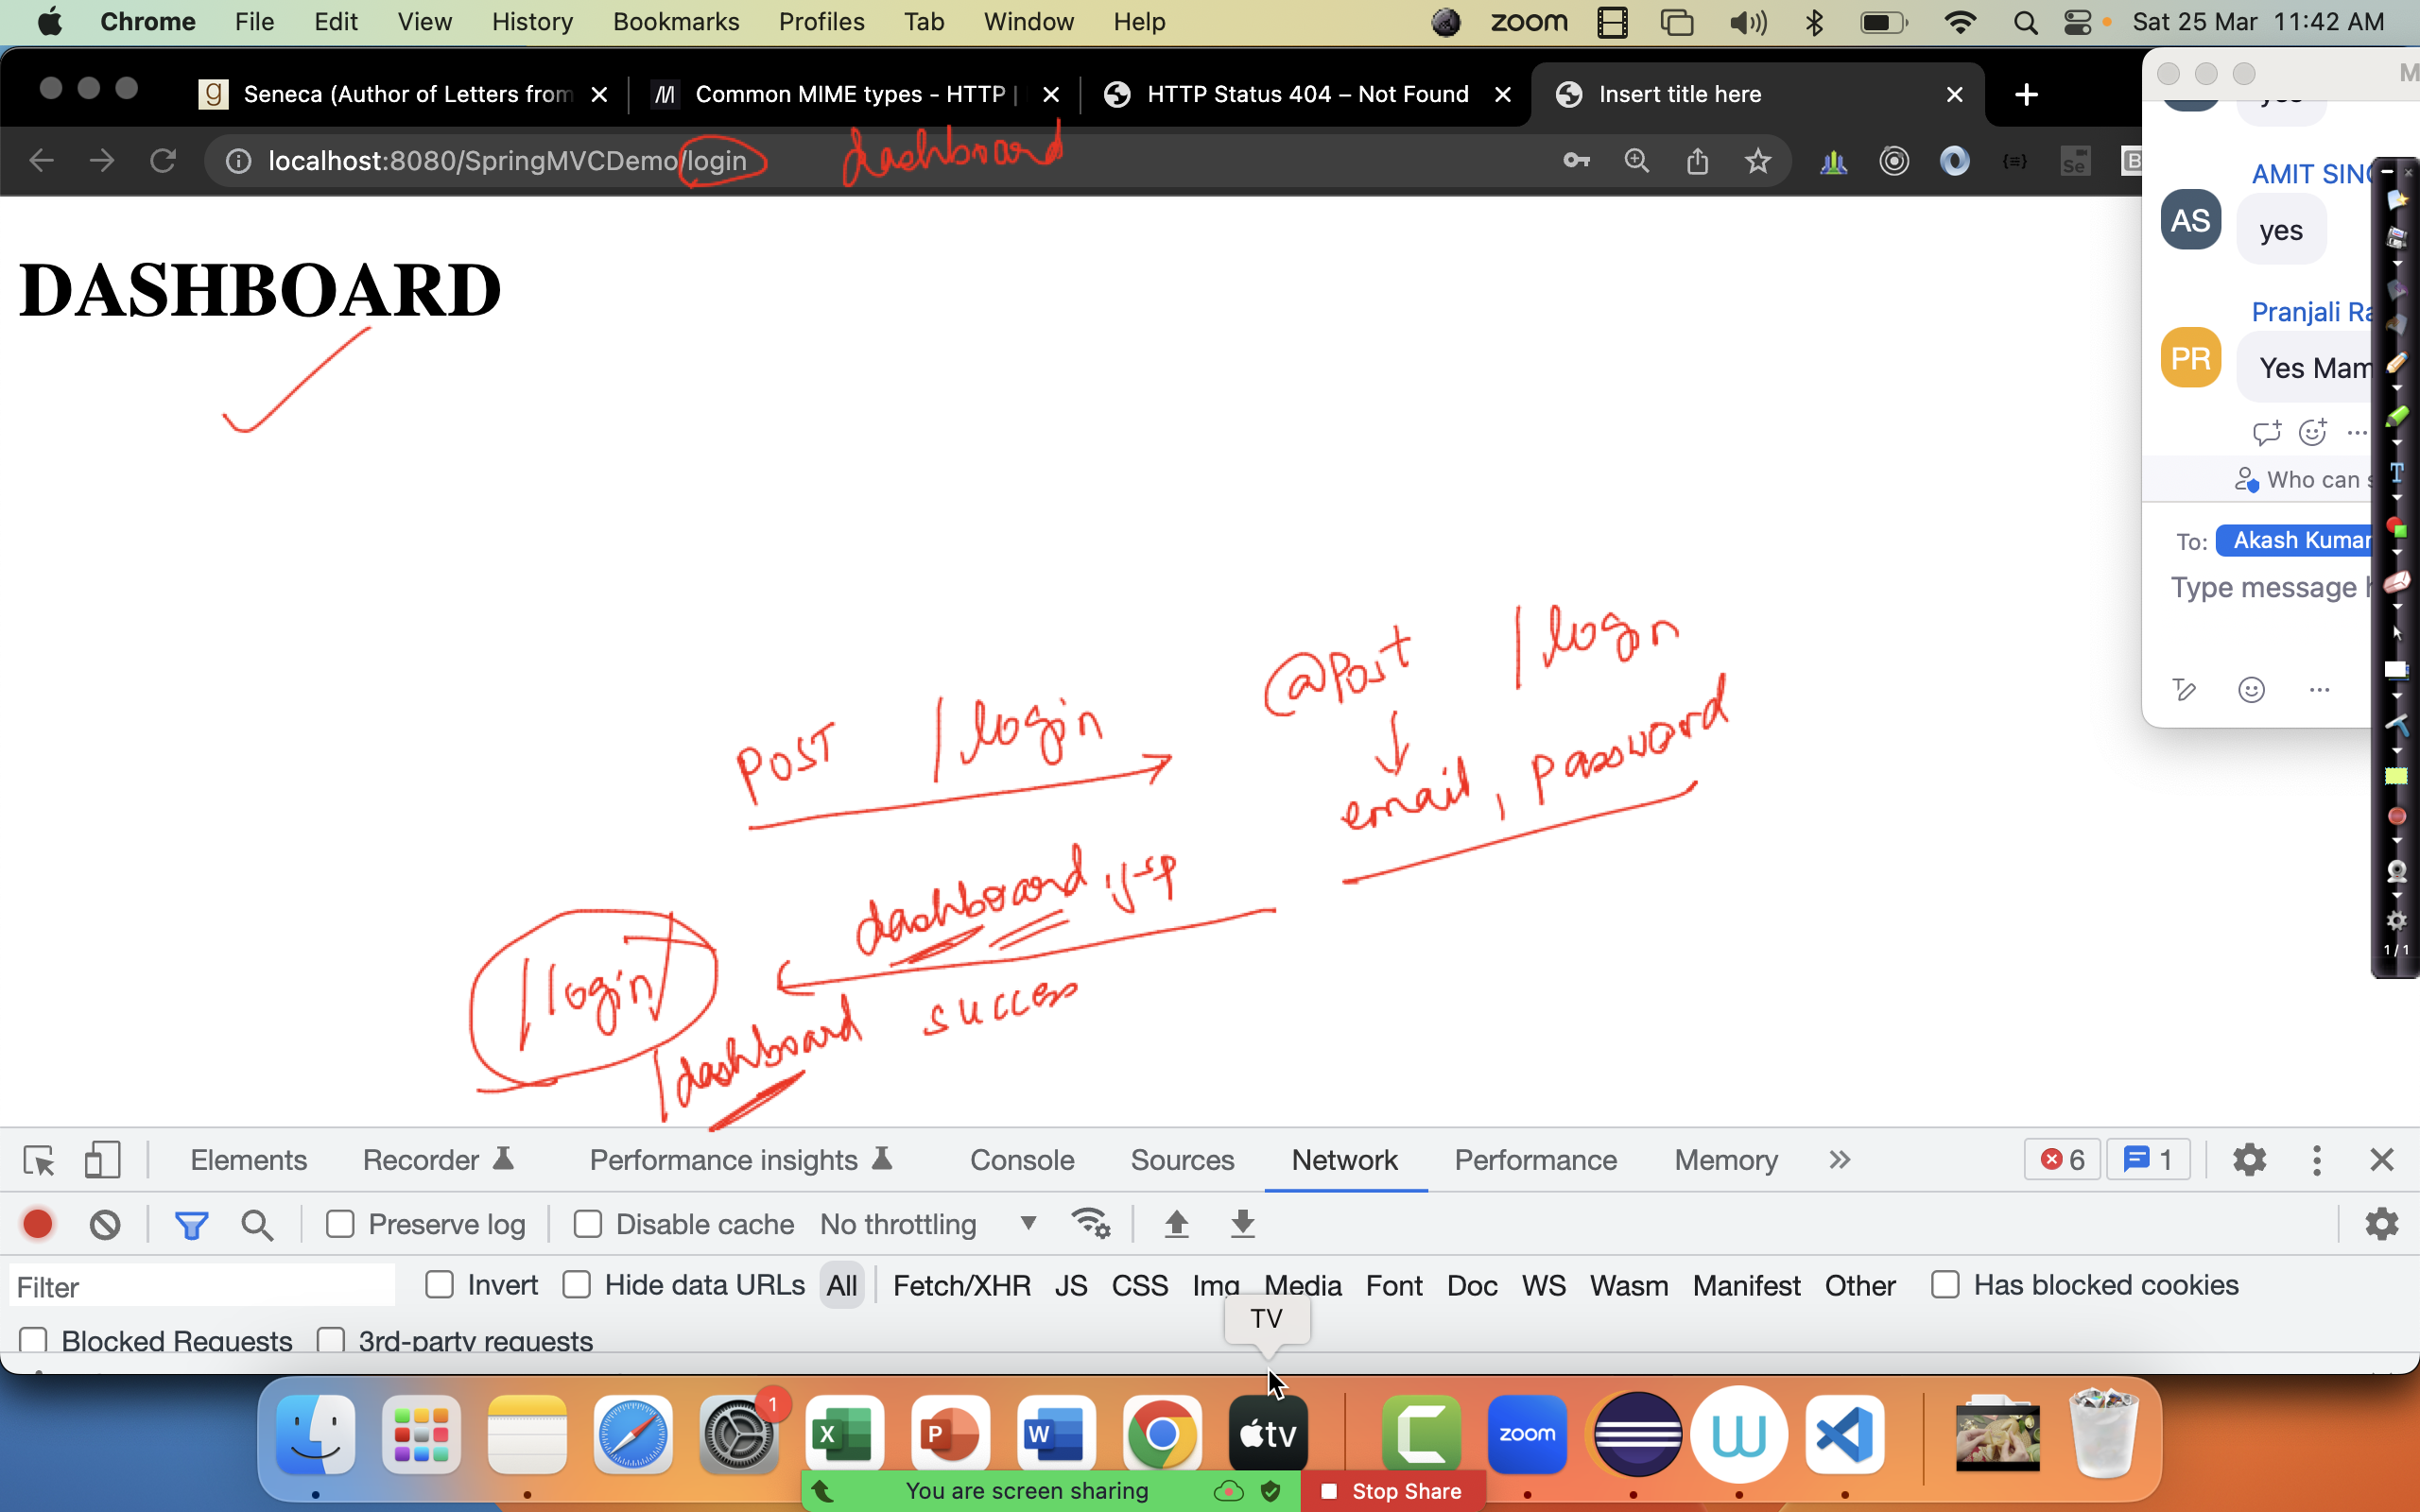 Chrome File Edit View History Bookmarks Profiles Tab Window Help zoom Sat 25 Mar 11:42 AM
Seneca (Author of Letters from Common MIME types - HTTP | HTTP Status 404 – Not Found Insert title here
localhost:8080/SpringMVCDemo/login dashboard
DASHBOARD
yes
AMIT SING
AS yes
Pranjali Ra
PR Yes Mam
Who can s
To: Akash Kumar
Type message h
1/1
@Post /login
email, password
POST /login
dashboard.jsp
success
/login
/dashboard
Elements Recorder Performance insights Console Sources Network Performance Memory 6 1
Preserve log Disable cache No throttling
Filter Invert Hide data URLs All Fetch/XHR JS CSS Img Media Font Doc WS Wasm Manifest Other Has blocked cookies
Blocked Requests 3rd-party requests
TV
1 X P W tv C zoom W
You are screen sharing Stop Share